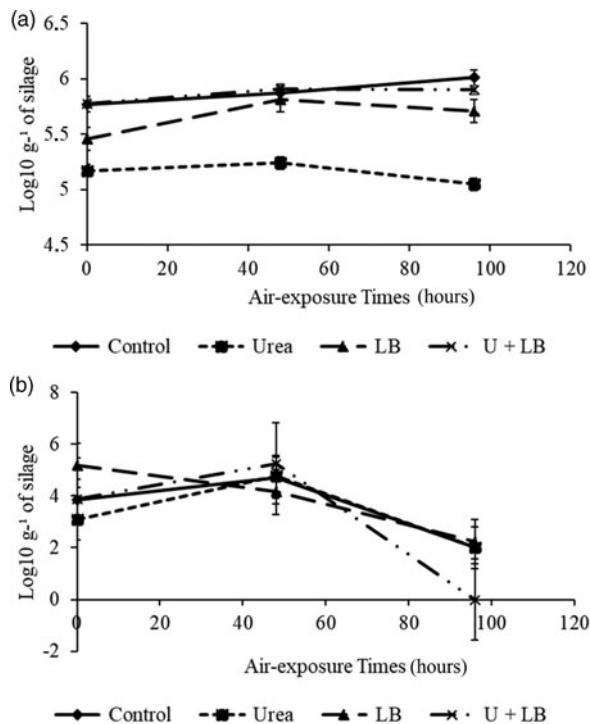 (a)
6.5
6
5.5
5
4.5
Log10 g-¹ of silage
0 20 40 60 80 100 120
Air-exposure Times (hours)
Control Urea LB U + LB
(b)
8
6
4
2
0
-2
Log10 g-¹ of silage
0 20 40 60 80 100 120
Air-exposure Times (hours)
Control Urea LB U + LB